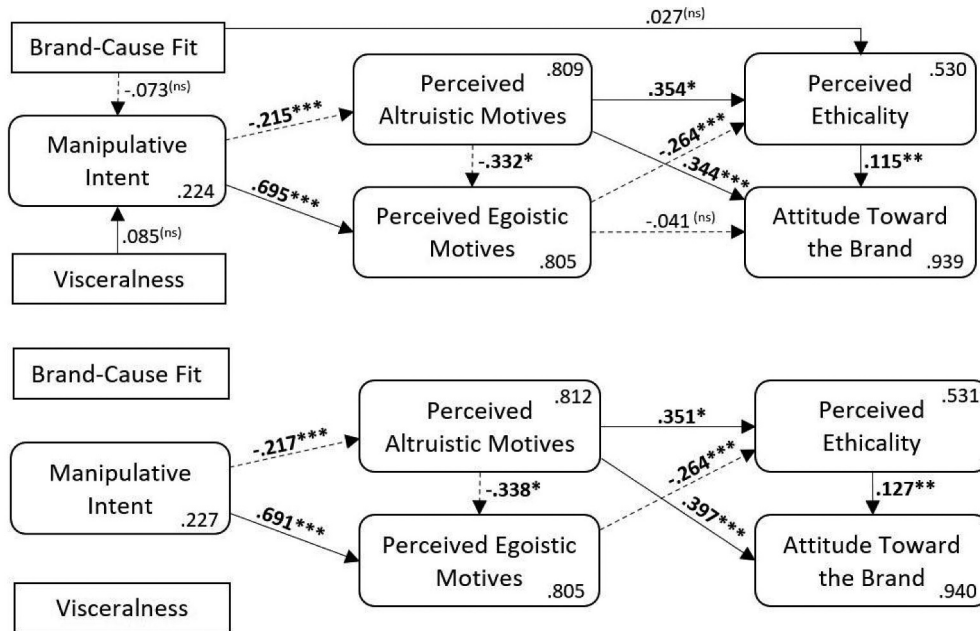 .027(ns)
Brand-Cause Fit
-.073(ns)
Manipulative
Intent
.224
.085(ns)
Visceralness
-.215***
.695***
.809
Perceived
Altruistic Motives
-.332*
Perceived Egoistic
Motives
.805
.354*
-.264***
.344***
-.041 (ns)
.530
Perceived
Ethicality
.115**
Attitude Toward
the Brand
.939
Brand-Cause Fit
Manipulative
Intent
.227
Visceralness
-.217***
.691***
.812
Perceived
Altruistic Motives
-.338*
Perceived Egoistic
Motives
.805
.351*
-.264***
.397***
.531
Perceived
Ethicality
.127**
Attitude Toward
the Brand
.940